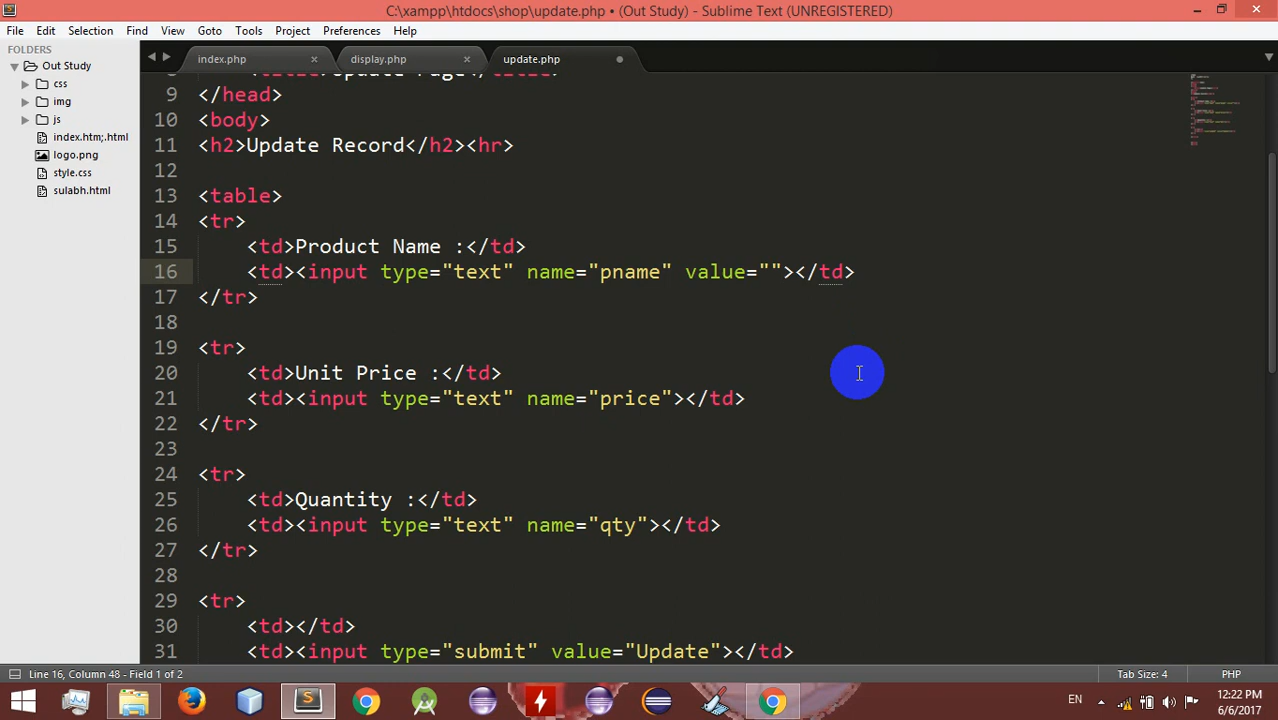 C:\xampp\htdocs\shop\update.php • (Out Study) - Sublime Text (UNREGISTERED)
File Edit Selection Find View Goto Tools Project Preferences Help
FOLDERS
Out Study
css
img
js
index.htm;.html
logo.png
style.css
sulabh.html
index.php × display.php × update.php
8 <title>Update Page</title>
9 </head>
10 <body>
11 <h2>Update Record</h2><hr>
12
13 <table>
14 <tr>
15 <td>Product Name :</td>
16 <td><input type="text" name="pname" value=""></td>
17 </tr>
18
19 <tr>
20 <td>Unit Price :</td>
21 <td><input type="text" name="price"></td>
22 </tr>
23
24 <tr>
25 <td>Quantity :</td>
26 <td><input type="text" name="qty"></td>
27 </tr>
28
29 <tr>
30 <td></td>
31 <td><input type="submit" value="Update"></td>
Line 16, Column 48 - Field 1 of 2 Tab Size: 4 PHP
EN 12:22 PM
6/6/2017